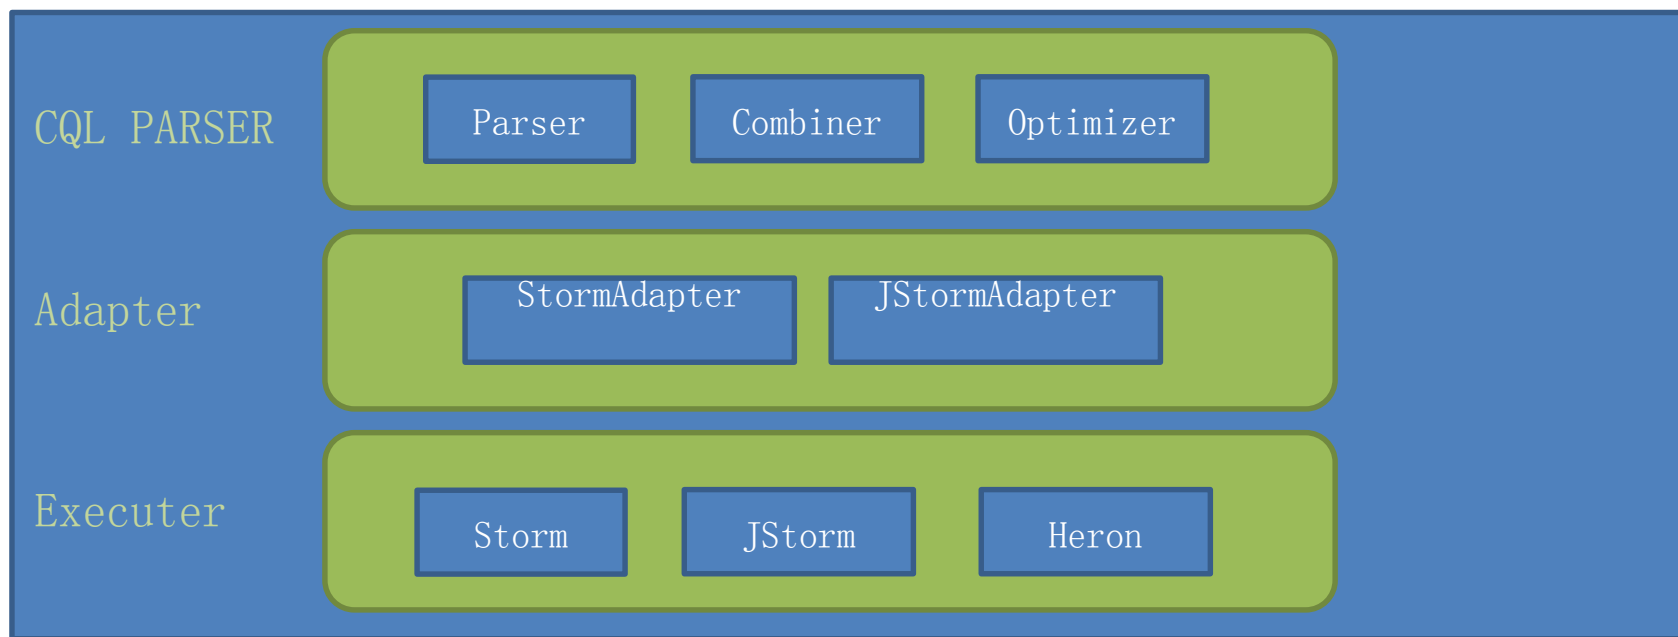 CQL PARSER
Parser
Combiner
Optimizer
Adapter
StormAdapter
JStormAdapter
Executer
Storm
JStorm
Heron